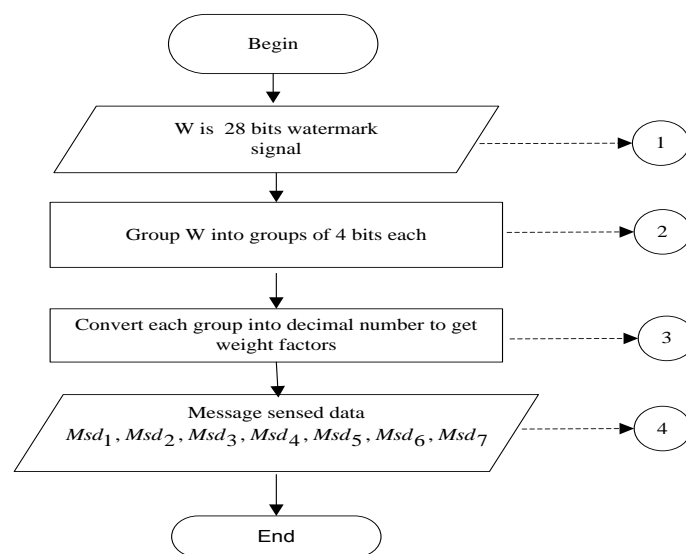 Begin
W is 28 bits watermark
signal
1
Group W into groups of 4 bits each
2
Convert each group into decimal number to get
weight factors
3
Message sensed data
Msd₁, Msd₂, Msd₃, Msd₄, Msd₅, Msd₆, Msd₇
4
End